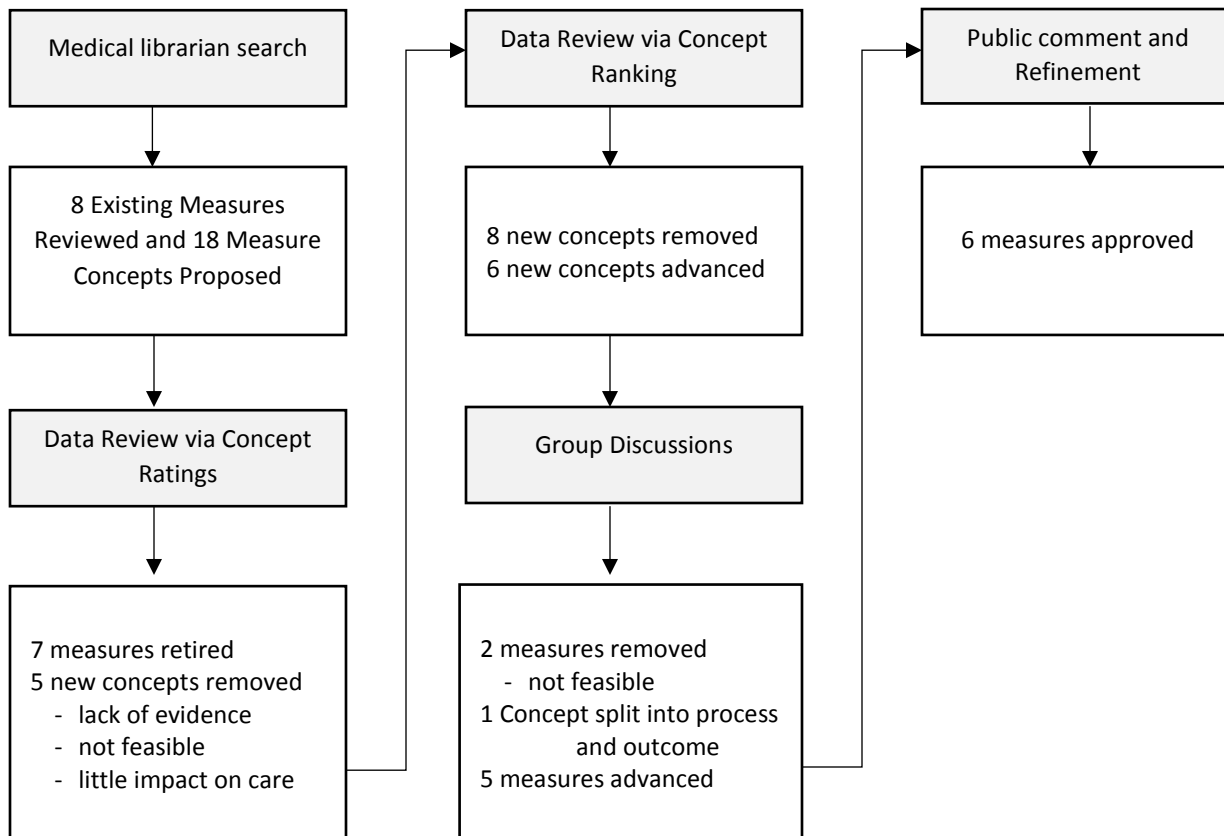 Medical librarian search
8 Existing Measures
Reviewed and 18 Measure
Concepts Proposed
Data Review via Concept
Ratings
7 measures retired
5 new concepts removed
- lack of evidence
- not feasible
- little impact on care
Data Review via Concept
Ranking
8 new concepts removed
6 new concepts advanced
Group Discussions
2 measures removed
- not feasible
1 Concept split into process
and outcome
5 measures advanced
Public comment and
Refinement
6 measures approved